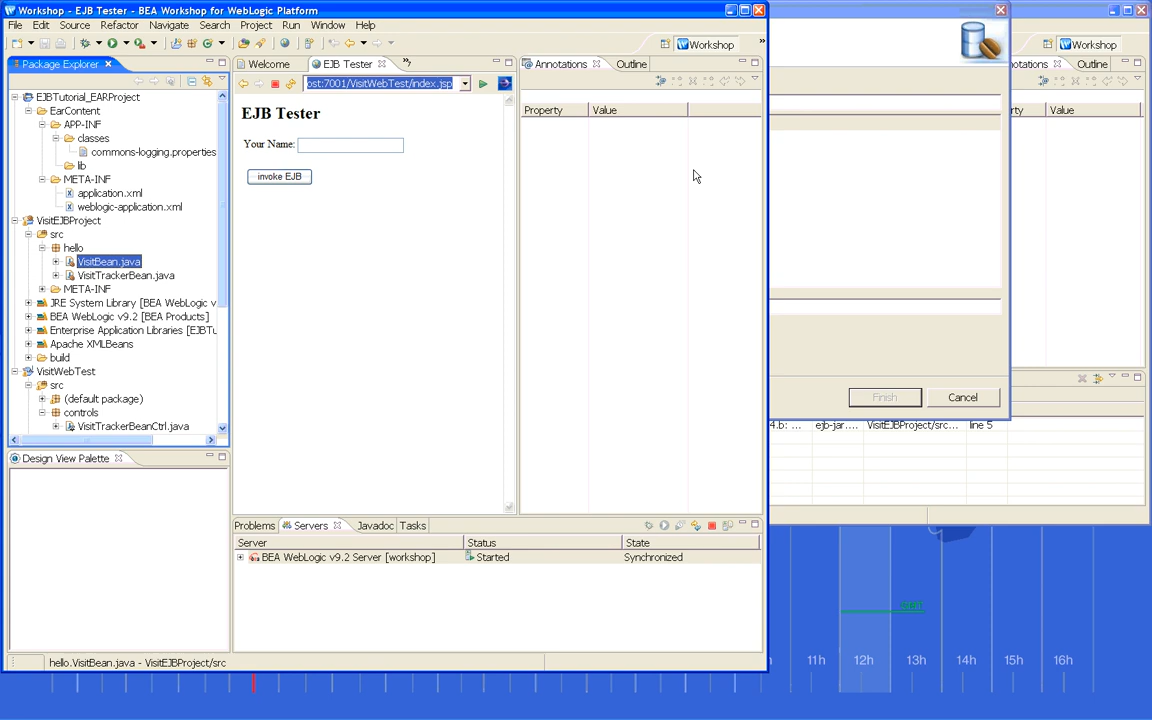 Workshop - EJB Tester - BEA Workshop for WebLogic Platform
File Edit Source Refactor Navigate Search Project Run Window Help
Workshop
»
Workshop
Package Explorer
Welcome
EJB Tester
»
Annotations
Outline
notations
Outline
ost:7001/VisitWebTest/index.jsp
Property
Value
rty
Value
EJB Tester
Your Name:
invoke EJB
EJBTutorial_EARProject
EarContent
APP-INF
classes
commons-logging.properties
lib
META-INF
application.xml
weblogic-application.xml
VisitEJBProject
src
hello
VisitBean.java
VisitTrackerBean.java
META-INF
JRE System Library [BEA WebLogic v
BEA WebLogic v9.2 [BEA Products]
Enterprise Application Libraries [EJBTu
Apache XMLBeans
build
VisitWebTest
src
(default package)
controls
VisitTrackerBeanCtrl.java
Finish
Cancel
4.b: ...
ejb-jar....
VisitEJBProject/src...
line 5
Design View Palette
Problems
Servers
Javadoc
Tasks
Server
Status
State
BEA WebLogic v9.2 Server [workshop]
Started
Synchronized
hello.VisitBean.java - VisitEJBProject/src
11h
12h
13h
14h
15h
16h